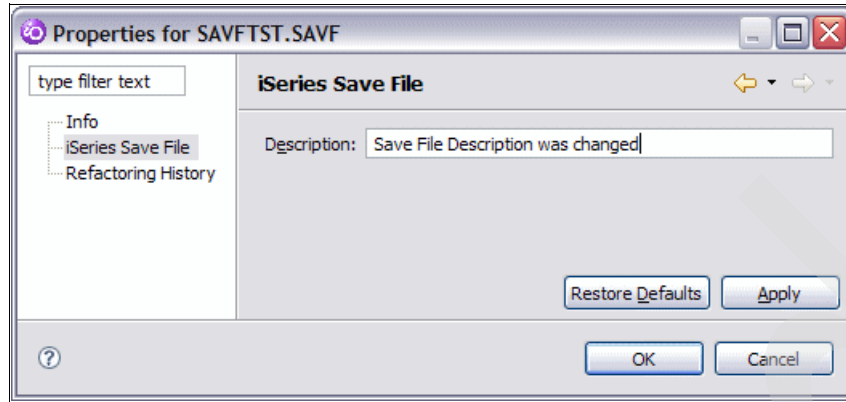 Properties for SAVFTST.SAVF
type filter text
Info
iSeries Save File
Refactoring History
iSeries Save File
Description: Save File Description was changed
Restore Defaults Apply
OK Cancel